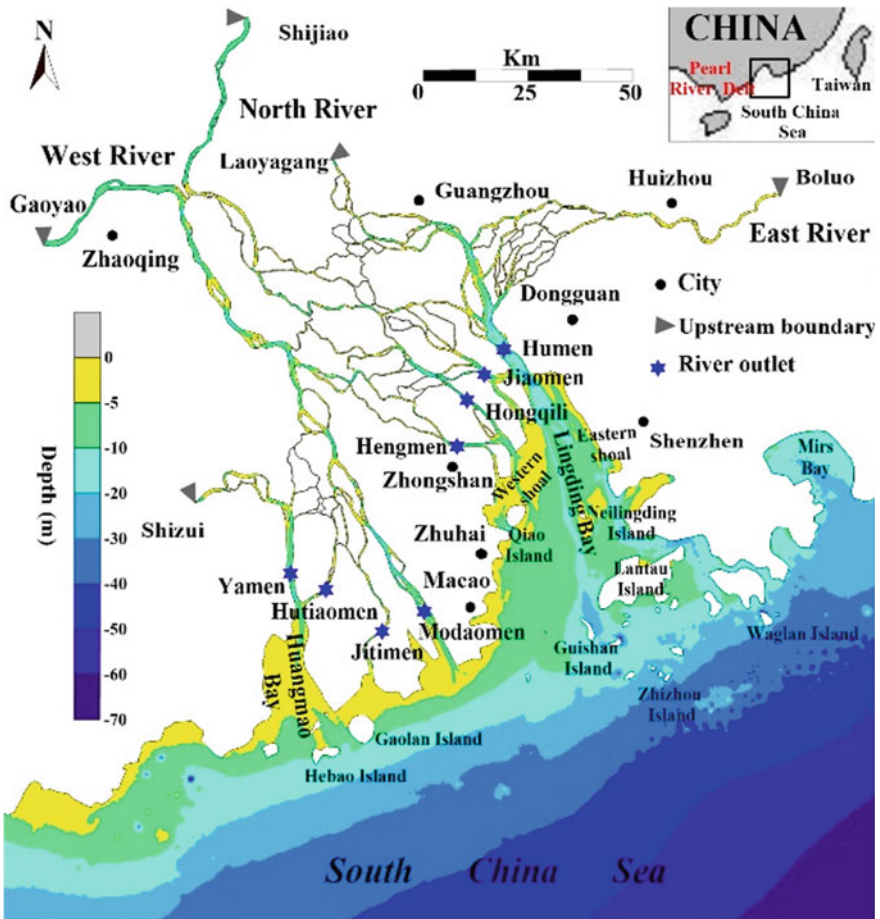 N
Shijiao
Km
0
25
50
CHINA
Pearl
River Delt
Taiwan
South China
Sea
North River
West River
Laoyagang
Gaoyao
Zhaoqing
Guangzhou
Huizhou
Boluo
East River
Dongguan
City
Upstream boundary
River outlet
Humen
Jiaomen
Hongqili
Hengmen
Zhongshan
Eastern
shoal
Shenzhen
Mirs
Bay
Western
shoal
Lingding Bay
Shizui
Zhuhai
Qiao
Island
Neilingding
Island
Macao
Lantau
Island
Yamen
Hutiaomen
Jitimen
Modaomen
Guishan
Island
Waglan Island
Huangmao
Bay
Zhizhou
Island
Gaolan Island
Hebao Island
South China Sea
Depth (m)
0
-5
-10
-20
-30
-40
-50
-60
-70